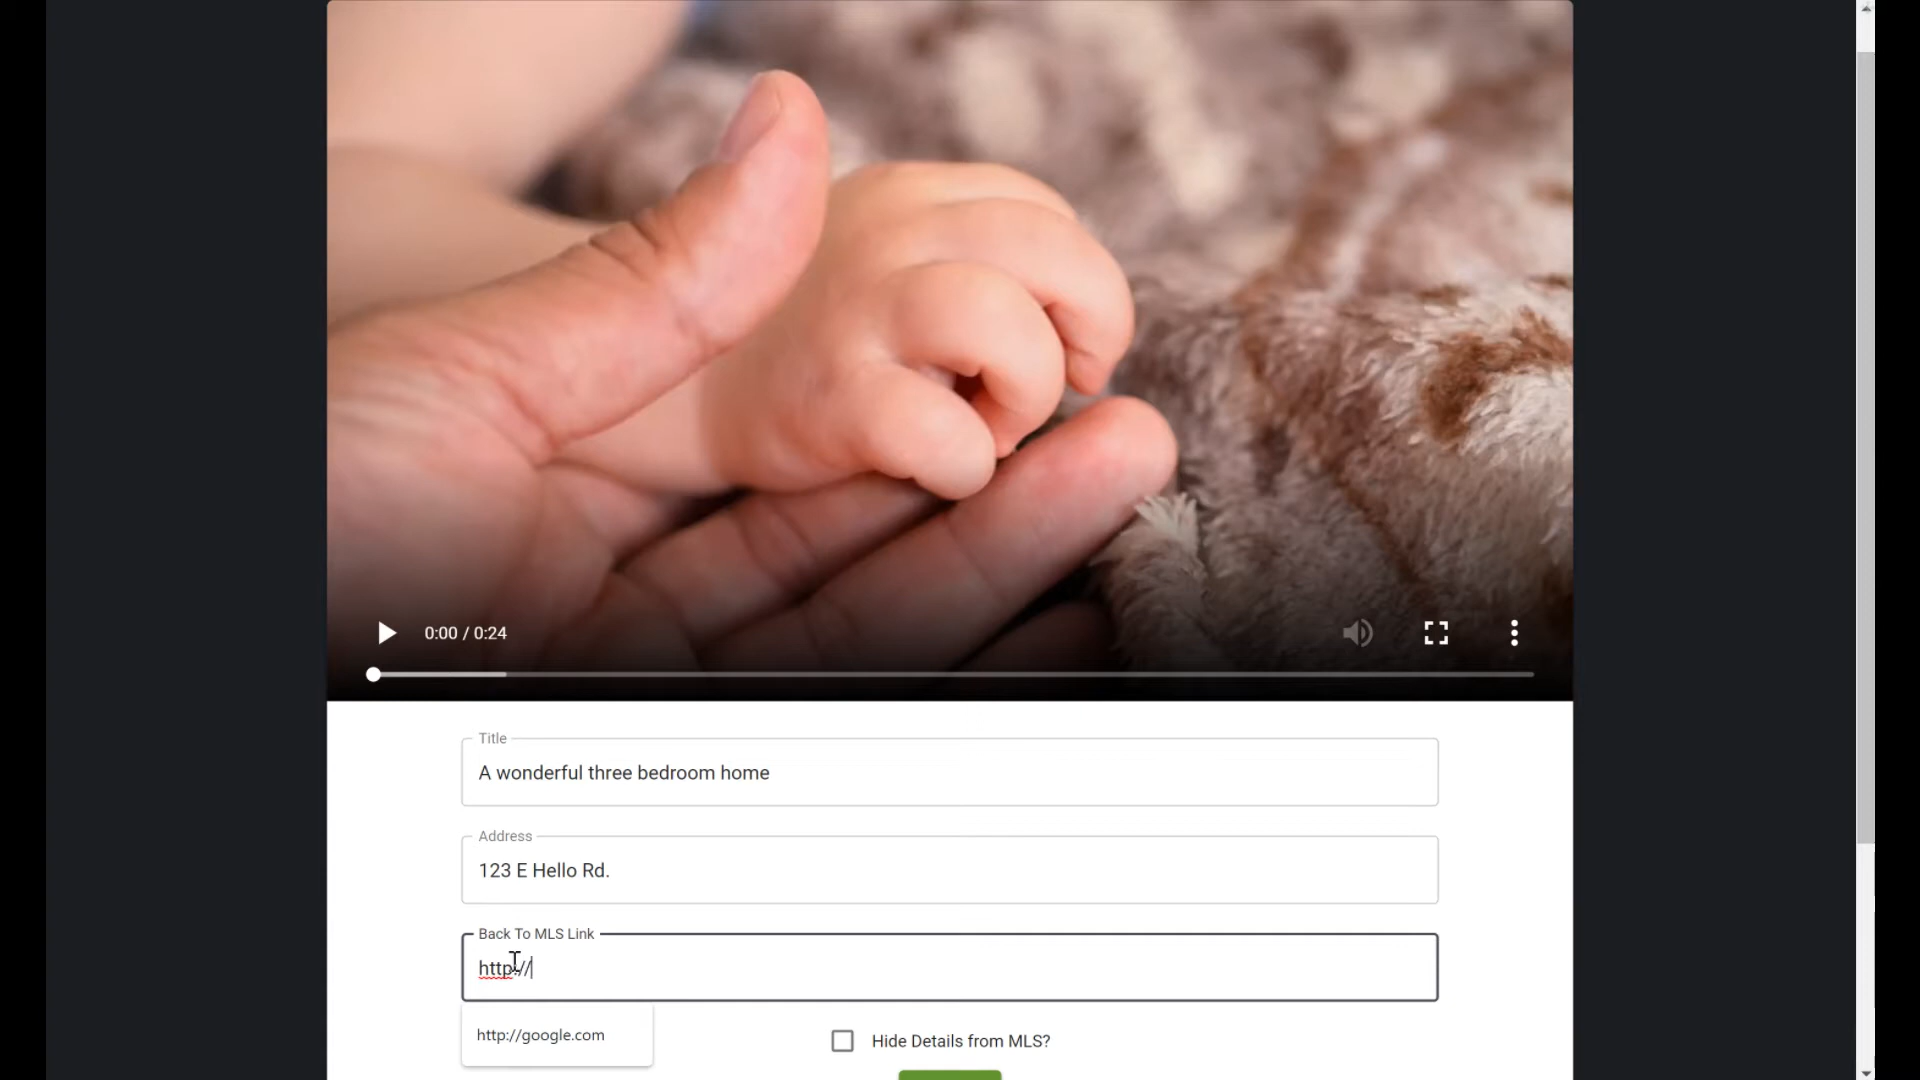 0:00 / 0:24
Title
A wonderful three bedroom home
Address
123 E Hello Rd.
Back To MLS Link
http://
http://google.com
Hide Details from MLS?